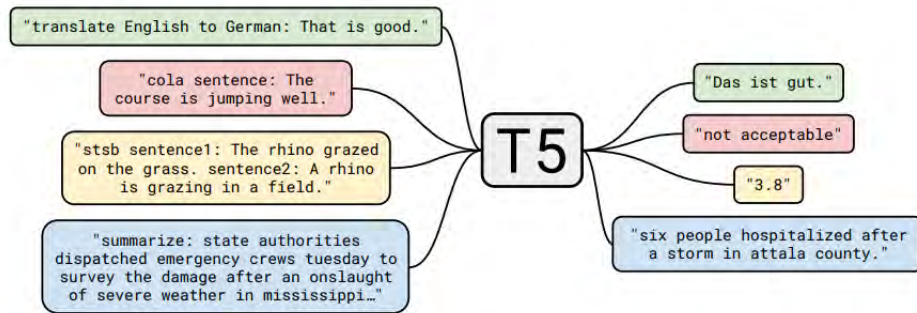 "translate English to German: That is good."
"cola sentence: The
course is jumping well."
"stsb sentence1: The rhino grazed
on the grass. sentence2: A rhino
is grazing in a field."
"summarize: state authorities
dispatched emergency crews tuesday to
survey the damage after an onslaught
of severe weather in mississippi…"
T5
"Das ist gut."
"not acceptable"
"3.8"
"six people hospitalized after
a storm in attala county."